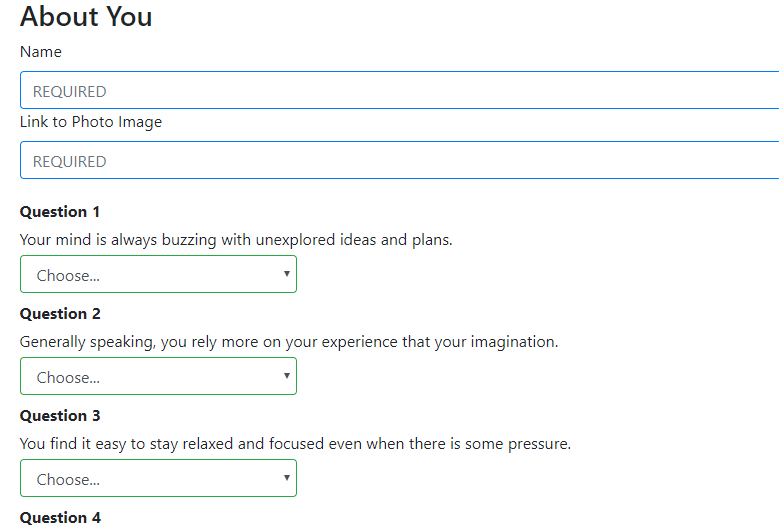 About You
Name
REQUIRED
Link to Photo Image
REQUIRED
Question 1
Your mind is always buzzing with unexplored ideas and plans.
Choose...
Question 2
Generally speaking, you rely more on your experience that your imagination.
Choose...
Question 3
You find it easy to stay relaxed and focused even when there is some pressure.
Choose...
Question 4